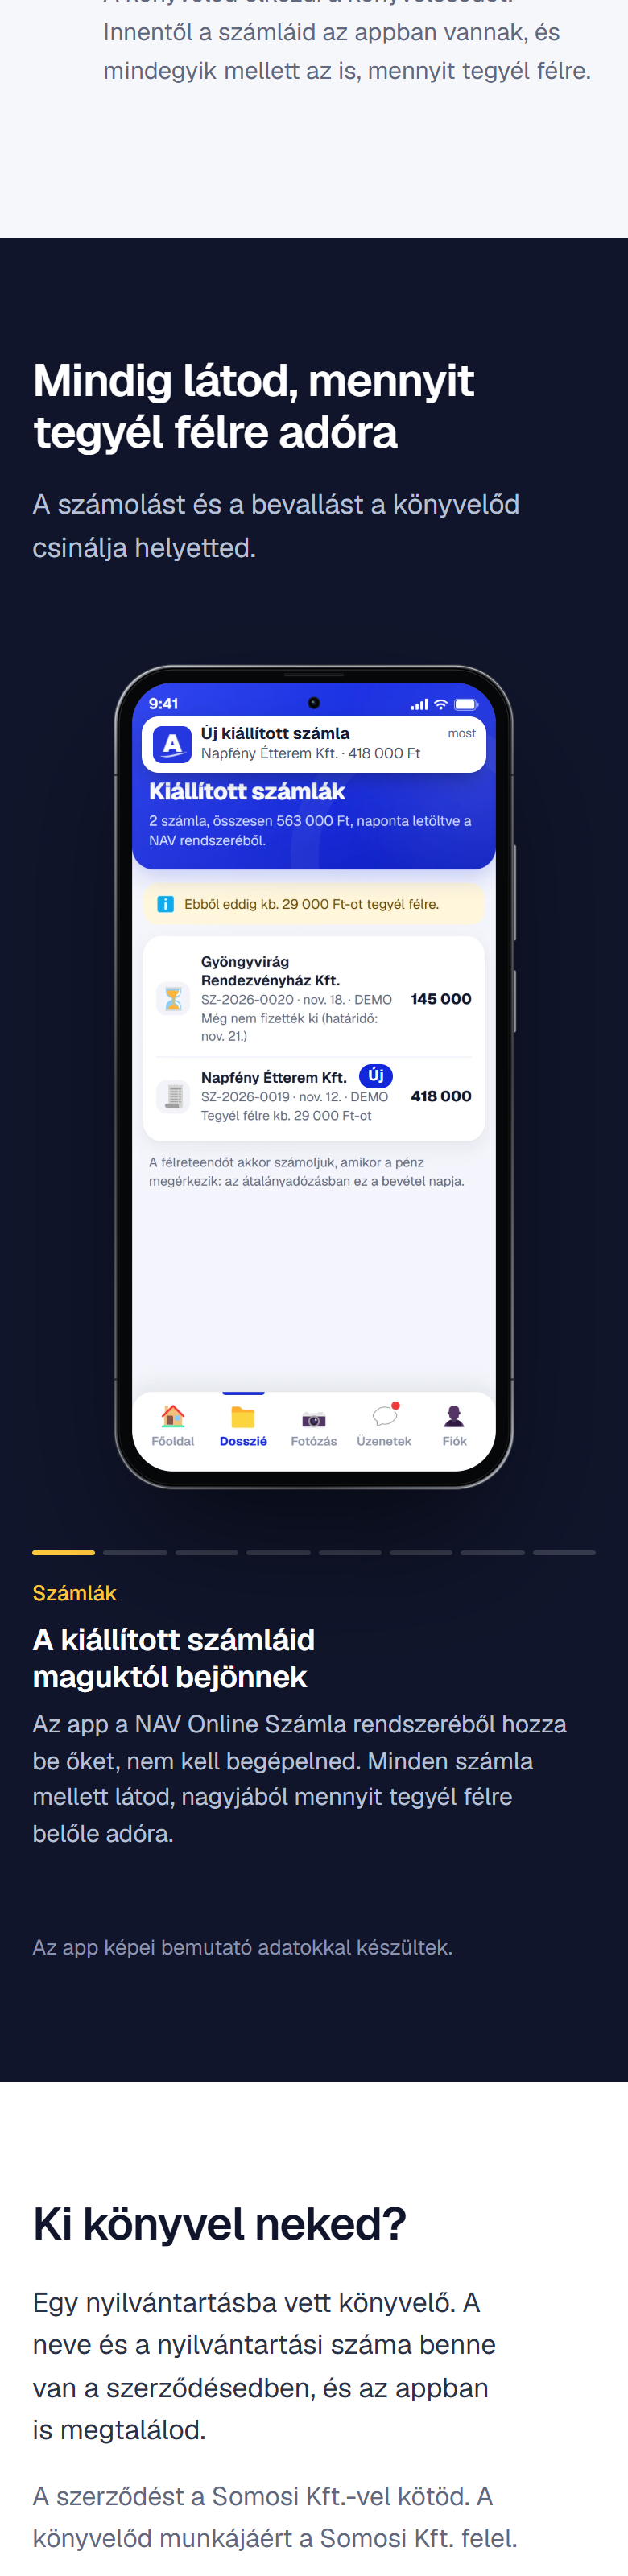 Innentől a számláid az appban vannak, és
mindegyik mellett az is, mennyit tegyél félre.
Mindig látod, mennyit
tegyél félre adóra
A számolást és a bevallást a könyvelőd
csinálja helyetted.
9:41
A
Új kiállított számla
most
Napfény Étterem Kft. · 418 000 Ft
Kiállított számlák
2 számla, összesen 563 000 Ft, naponta letöltve a
NAV rendszeréből.
Ebből eddig kb. 29 000 Ft-ot tegyél félre.
Gyöngyvirág
Rendezvényház Kft.
SZ-2026-0020 · nov. 18. · DEMO
145 000
Még nem fizették ki (határidő:
nov. 21.)
Napfény Étterem Kft. Új
SZ-2026-0019 · nov. 12. · DEMO
418 000
Tegyél félre kb. 29 000 Ft-ot
A félreteendőt akkor számoljuk, amikor a pénz
megérkezik: az átalányadózásban ez a bevétel napja.
Főoldal Dosszié Fotózás Üzenetek Fiók
Számlák
A kiállított számláid
maguktól bejönnek
Az app a NAV Online Számla rendszeréből hozza
be őket, nem kell begépelned. Minden számla
mellett látod, nagyjából mennyit tegyél félre
belőle adóra.
Az app képei bemutató adatokkal készültek.
Ki könyvel neked?
Egy nyilvántartásba vett könyvelő. A
neve és a nyilvántartási száma benne
van a szerződésedben, és az appban
is megtalálod.
A szerződést a Somosi Kft.-vel kötöd. A
könyvelőd munkájáért a Somosi Kft. felel.